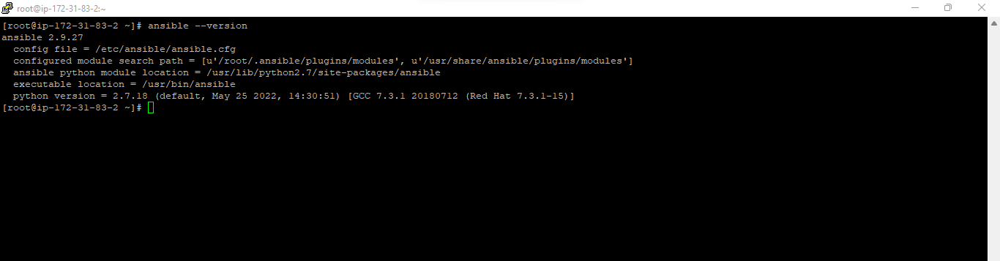 root@ip-172-31-83-2:~
[root@ip-172-31-83-2 ~]# ansible --version
ansible 2.9.27
  config file = /etc/ansible/ansible.cfg
  configured module search path = [u'/root/.ansible/plugins/modules', u'/usr/share/ansible/plugins/modules']
  ansible python module location = /usr/lib/python2.7/site-packages/ansible
  executable location = /usr/bin/ansible
  python version = 2.7.18 (default, May 25 2022, 14:30:51) [GCC 7.3.1 20180712 (Red Hat 7.3.1-15)]
[root@ip-172-31-83-2 ~]#